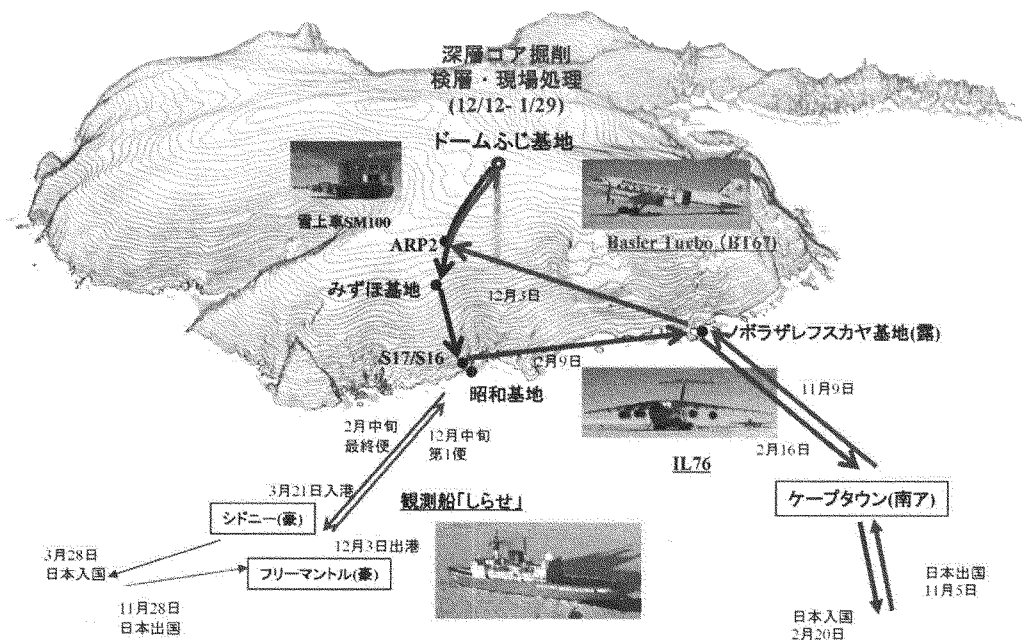 深層コア掘削
検層・現場処理
(12/12- 1/29)
ドームふじ基地
雪上車SM100
Basler Turbo (BT67)
ARP2
みずほ基地
12月3日
ノボラザレフスカヤ基地(露)
S17/S16
2月9日
昭和基地
11月9日
2月中旬
最終便
12月中旬
第1便
2月16日
IL76
3月21日入港
観測船「しらせ」
ケープタウン(南ア)
シドニー(豪)
12月3日出港
3月28日
日本入国
フリーマントル(豪)
11月28日
日本出国
日本出国
11月5日
日本入国
2月20日